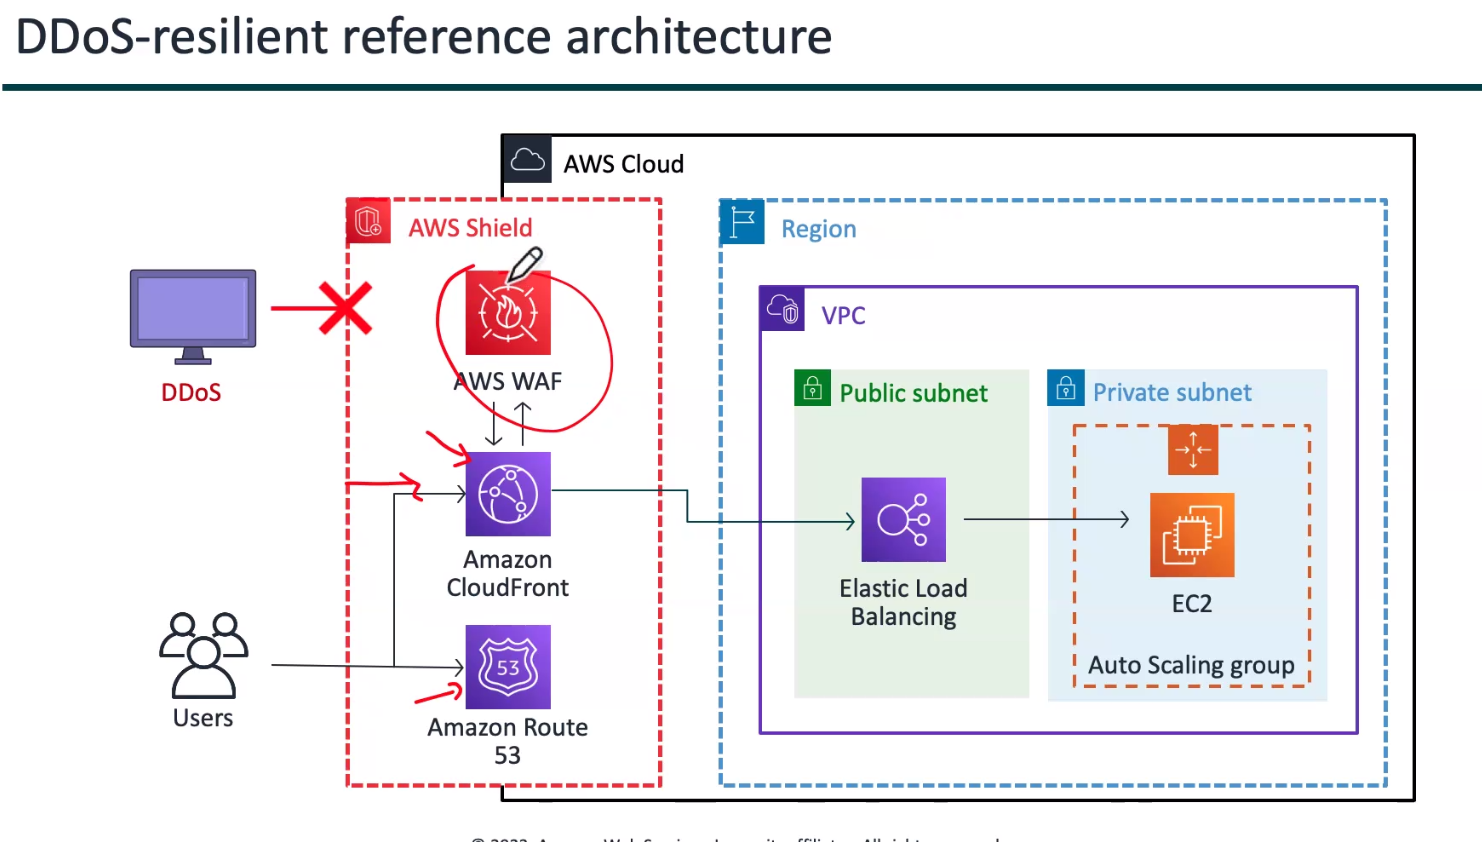 DDoS-resilient reference architecture
AWS Cloud
AWS Shield
Region
VPC
AWS WAF
DDoS
Public subnet
Private subnet
Amazon
CloudFront
Elastic Load
Balancing
EC2
Auto Scaling group
53
Users
Amazon Route
53